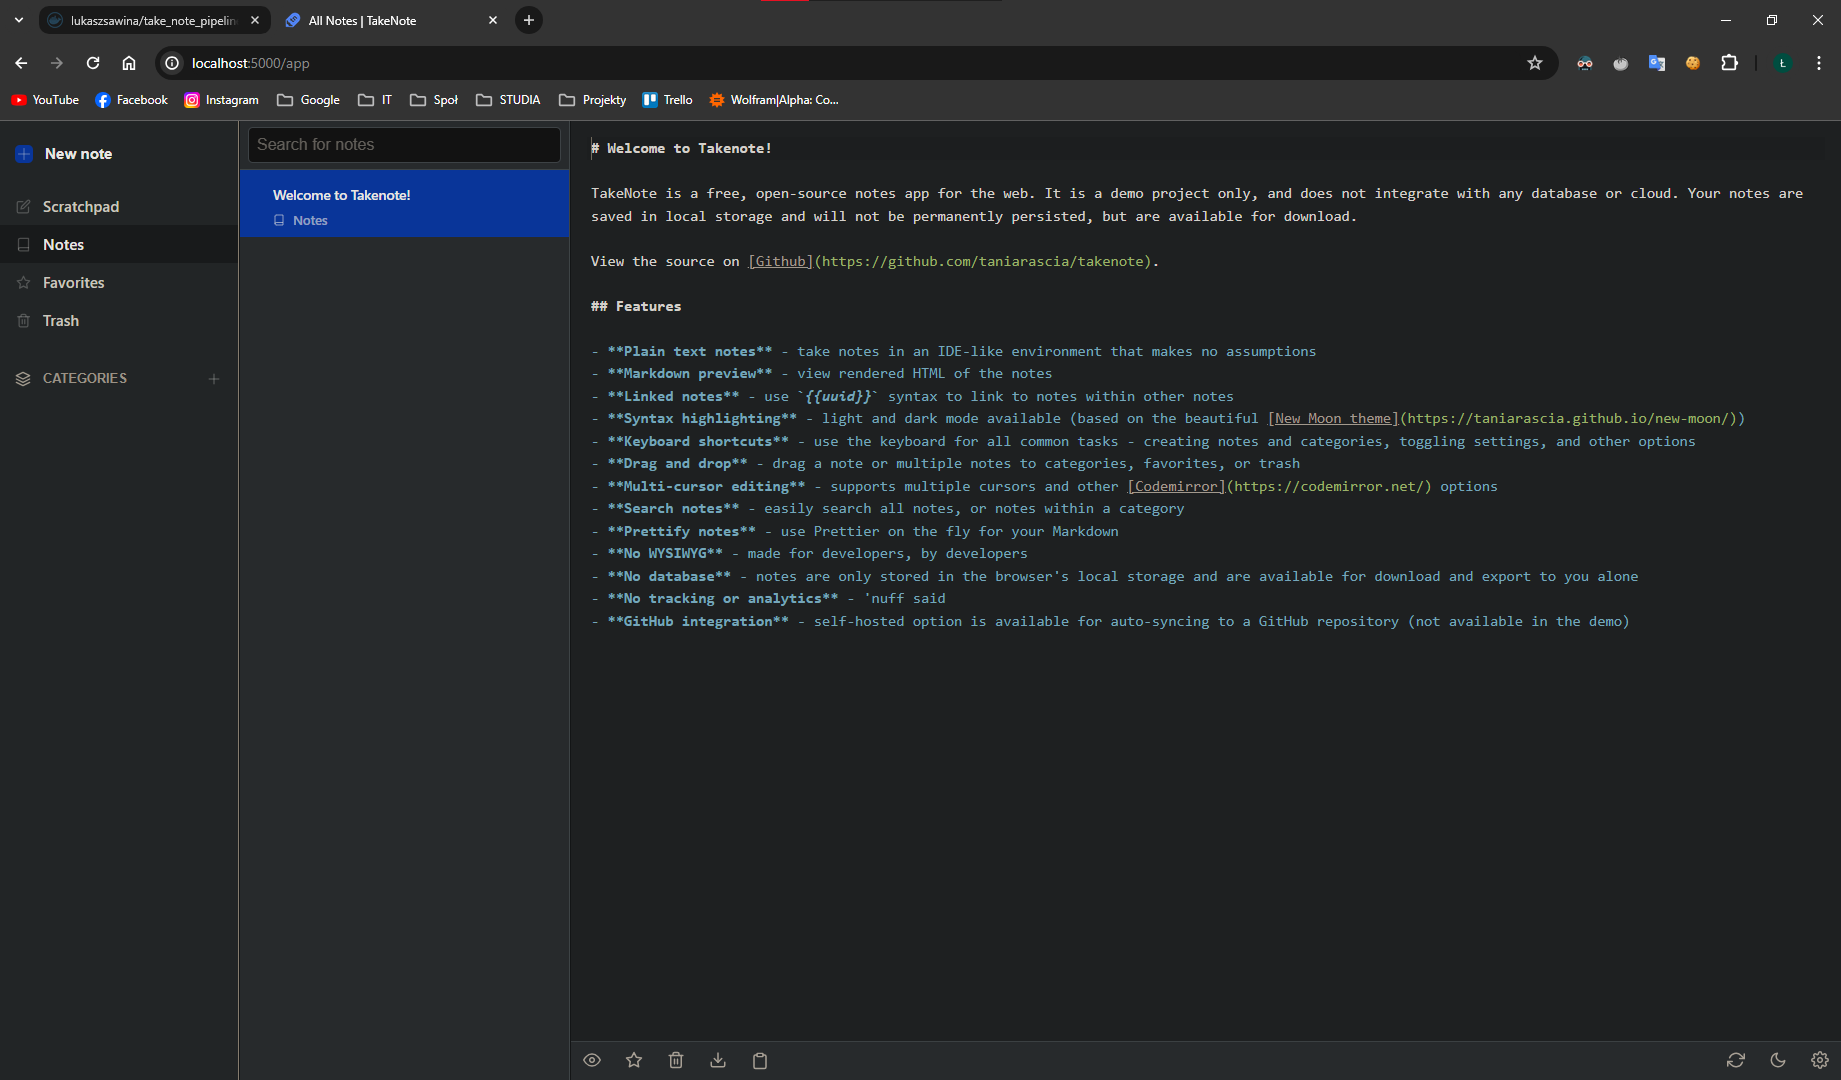 lukaszsawina/take_note_pipelin
All Notes | TakeNote
localhost:5000/app
Ł
YouTube
Facebook
Instagram
Google
IT
Społ
STUDIA
Projekty
Trello
Wolfram|Alpha: Co...
New note
Scratchpad
Notes
Favorites
Trash
CATEGORIES
Search for notes
Welcome to Takenote!
Notes
# Welcome to Takenote!
TakeNote is a free, open-source notes app for the web. It is a demo project only, and does not integrate with any database or cloud. Your notes are
saved in local storage and will not be permanently persisted, but are available for download.
View the source on [Github](https://github.com/taniarascia/takenote).
## Features
- **Plain text notes** - take notes in an IDE-like environment that makes no assumptions
- **Markdown preview** - view rendered HTML of the notes
- **Linked notes** - use `{{uuid}}` syntax to link to notes within other notes
- **Syntax highlighting** - light and dark mode available (based on the beautiful [New Moon theme](https://taniarascia.github.io/new-moon/))
- **Keyboard shortcuts** - use the keyboard for all common tasks - creating notes and categories, toggling settings, and other options
- **Drag and drop** - drag a note or multiple notes to categories, favorites, or trash
- **Multi-cursor editing** - supports multiple cursors and other [Codemirror](https://codemirror.net/) options
- **Search notes** - easily search all notes, or notes within a category
- **Prettify notes** - use Prettier on the fly for your Markdown
- **No WYSIWYG** - made for developers, by developers
- **No database** - notes are only stored in the browser's local storage and are available for download and export to you alone
- **No tracking or analytics** - 'nuff said
- **GitHub integration** - self-hosted option is available for auto-syncing to a GitHub repository (not available in the demo)